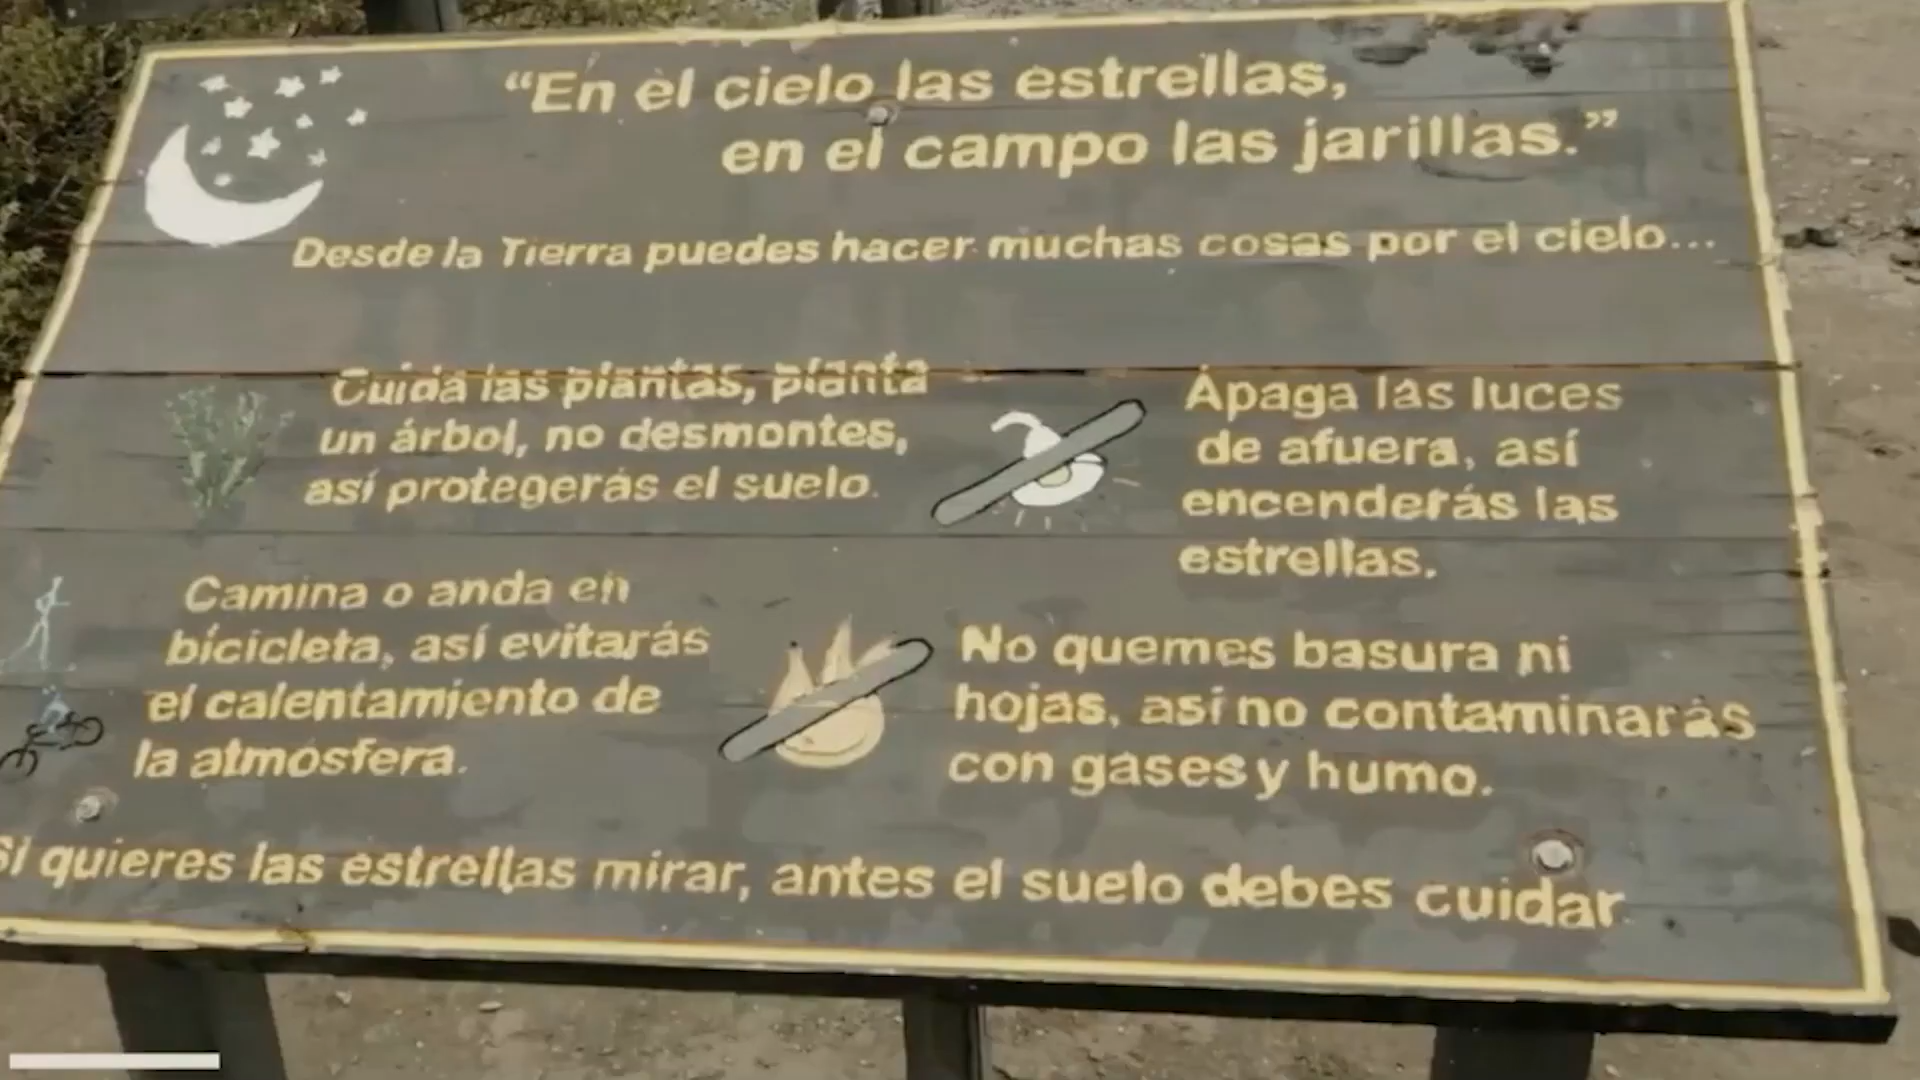 “En el cielo las estrellas,
en el campo las jarillas.”
Desde la Tierra puedes hacer muchas cosas por el cielo...
Cuida las plantas, planta
un árbol, no desmontes,
así protegerás el suelo.
Apaga las luces
de afuera, así
encenderás las
estrellas.
Camina o anda en
bicicleta, así evitarás
el calentamiento de
la atmósfera.
No quemes basura ni
hojas, así no contaminarás
con gases y humo.
Si quieres las estrellas mirar, antes el suelo debes cuidar